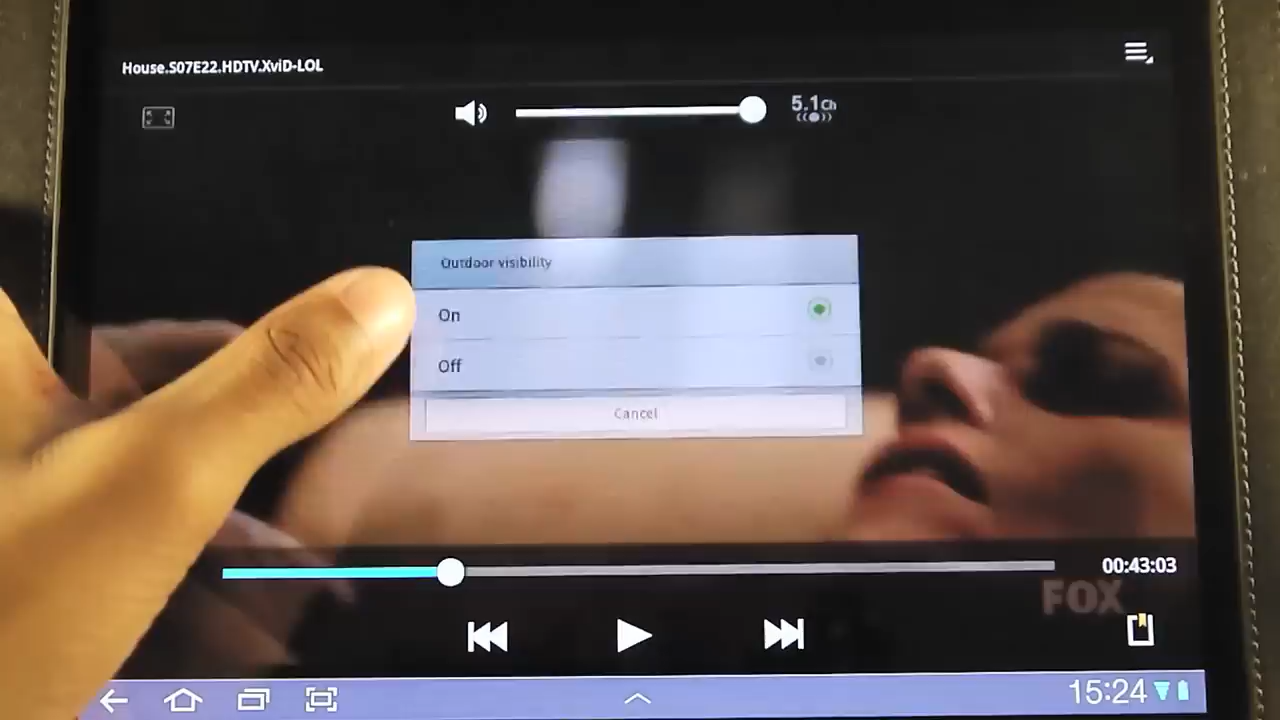 House.S07E22.HDTV.XviD-LOL
5.1Ch
Outdoor visibility
On
Off
Cancel
00:43:03
FOX
15:24